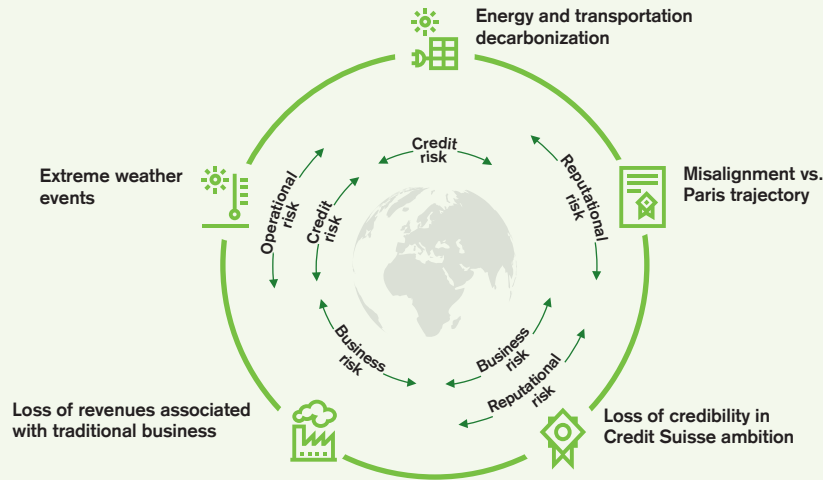 Energy and transportation
decarbonization
Credit
risk
Reputational
risk
Misalignment vs.
Paris trajectory
Extreme weather
events
Operational
risk
Credit
risk
Business
risk
Business
risk
Reputational
risk
Loss of revenues associated
with traditional business
Loss of credibility in
Credit Suisse ambition